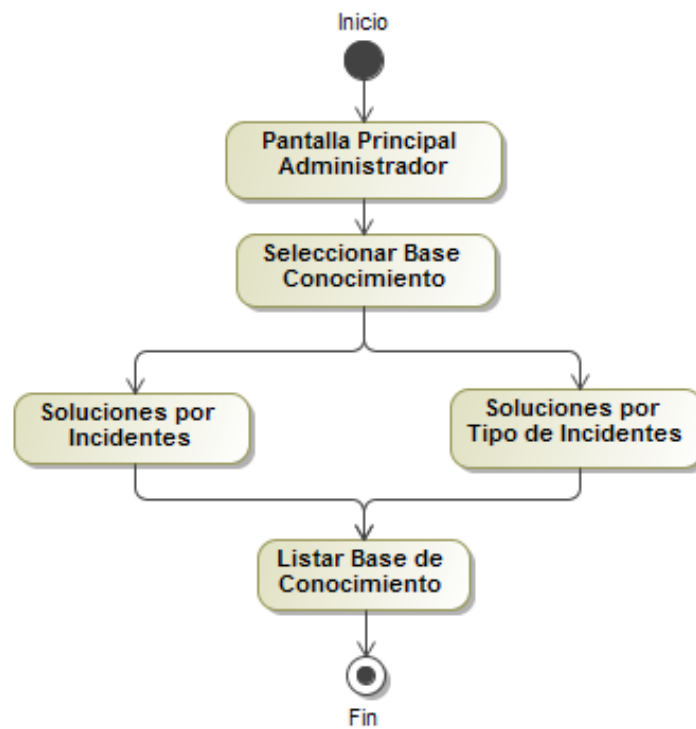 Inicio
Pantalla Principal
Administrador
Seleccionar Base
Conocimiento
Soluciones por
Incidentes
Soluciones por
Tipo de Incidentes
Listar Base de
Conocimiento
Fin